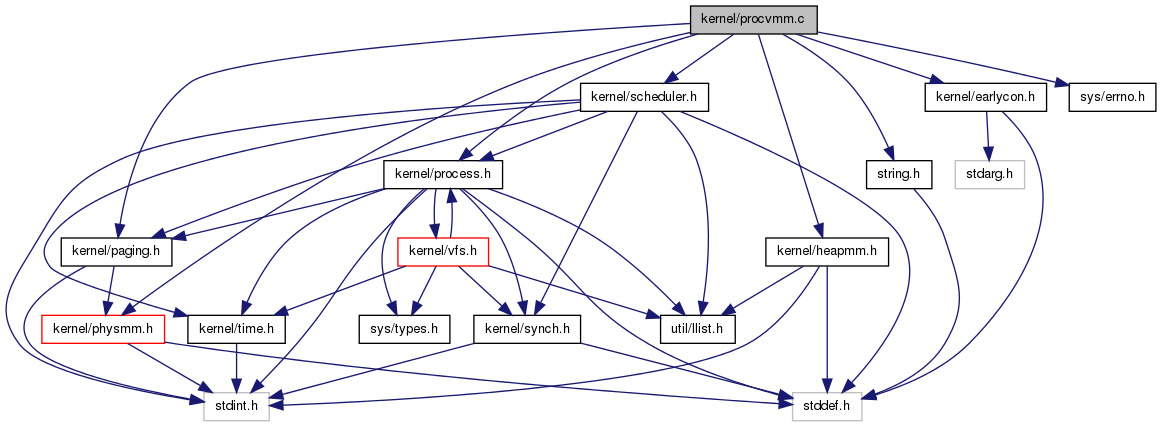 kernel/procvmm.c
kernel/scheduler.h
kernel/earlycon.h
sys/errno.h
kernel/process.h
string.h
stdarg.h
kernel/paging.h
kernel/vfs.h
kernel/heapmm.h
kernel/physmm.h
kernel/time.h
sys/types.h
kernel/synch.h
util/llist.h
stdint.h
stddef.h